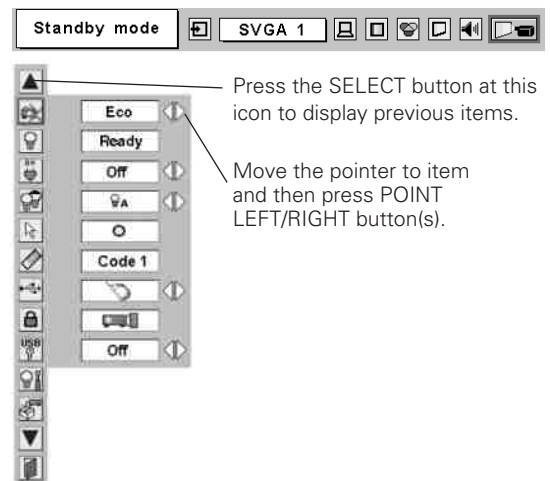 Standby mode
SVGA 1
Press the SELECT button at this
icon to display previous items.
Eco
Ready
Off
A
Code 1
USB
Off
Move the pointer to item
and then press POINT
LEFT/RIGHT button(s).